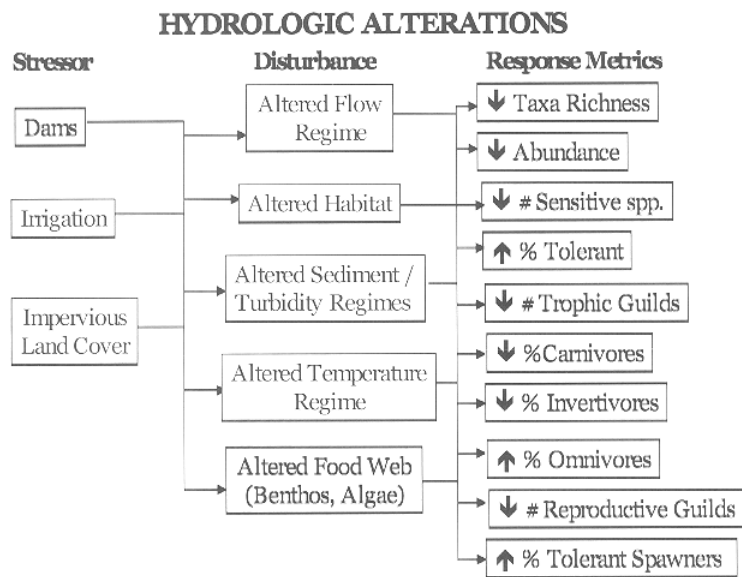 HYDROLOGIC ALTERATIONS
Stressor
Disturbance
Response Metrics
Dams
Irrigation
Impervious
Land Cover
Altered Flow
Regime
Altered Habitat
Altered Sediment /
Turbidity Regimes
Altered Temperature
Regime
Altered Food Web
(Benthos, Algae)
↓ Taxa Richness
↓ Abundance
↓ # Sensitive spp.
↑ % Tolerant
↓ # Trophic Guilds
↓ %Carnivores
↓ % Invertivores
↑ % Omnivores
↓ # Reproductive Guilds
↑ % Tolerant Spawners